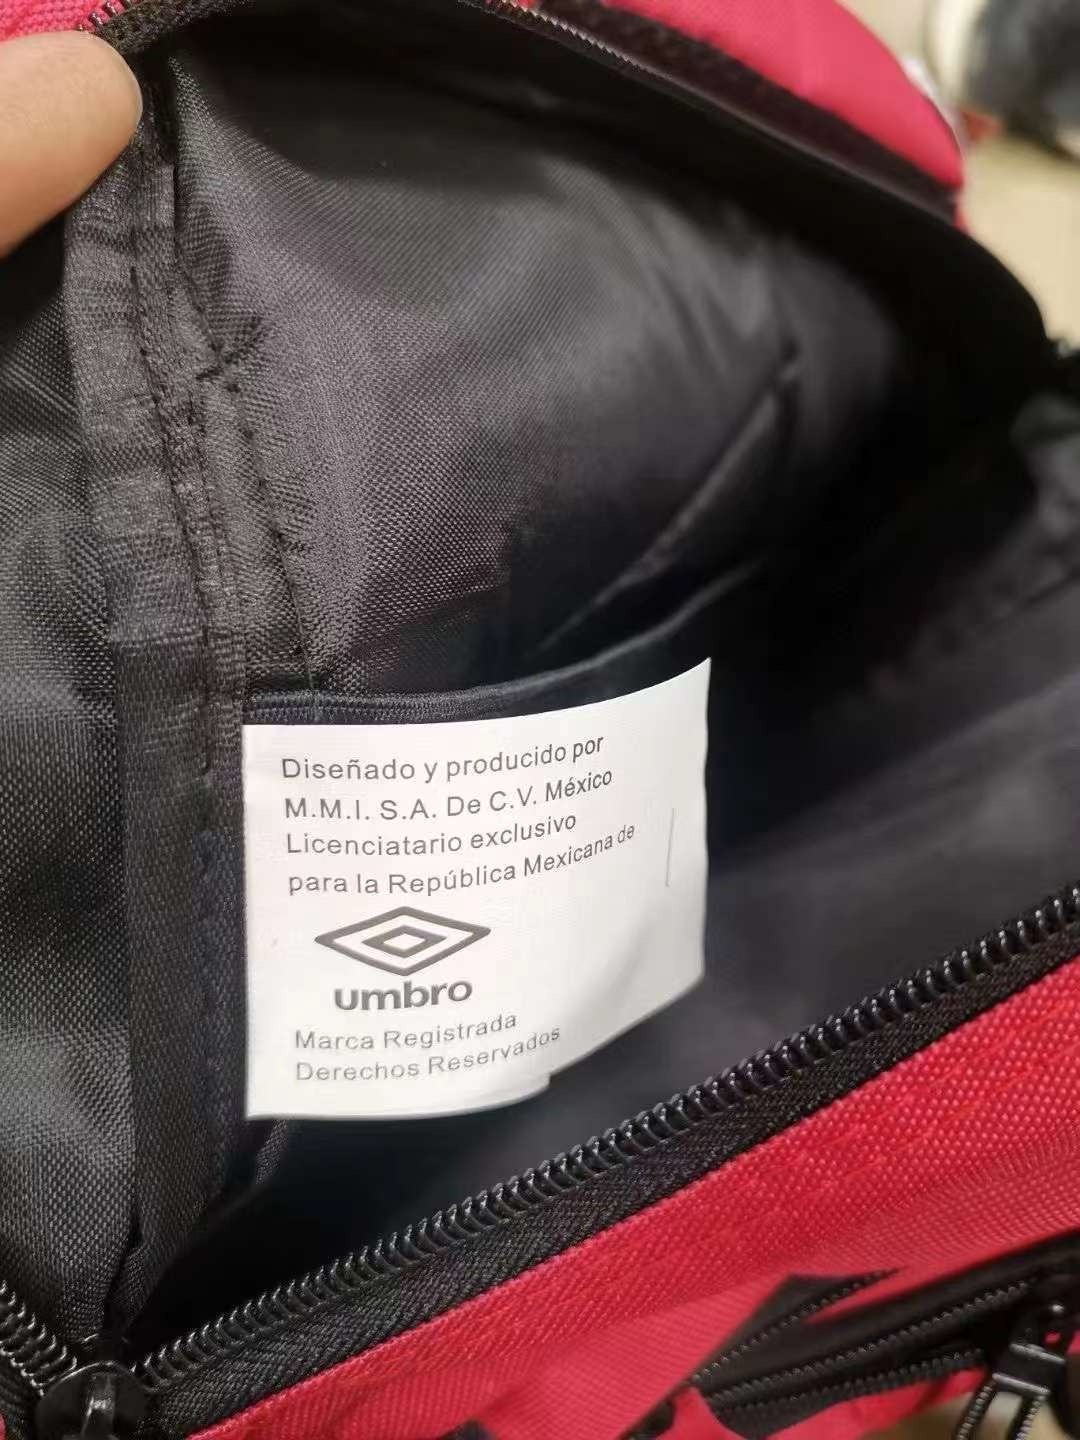 Diseñado y producido por
M.M.I. S.A. De C.V. México
Licenciatario exclusivo
para la República Mexicana de
umbro
Marca Registrada
Derechos Reservados